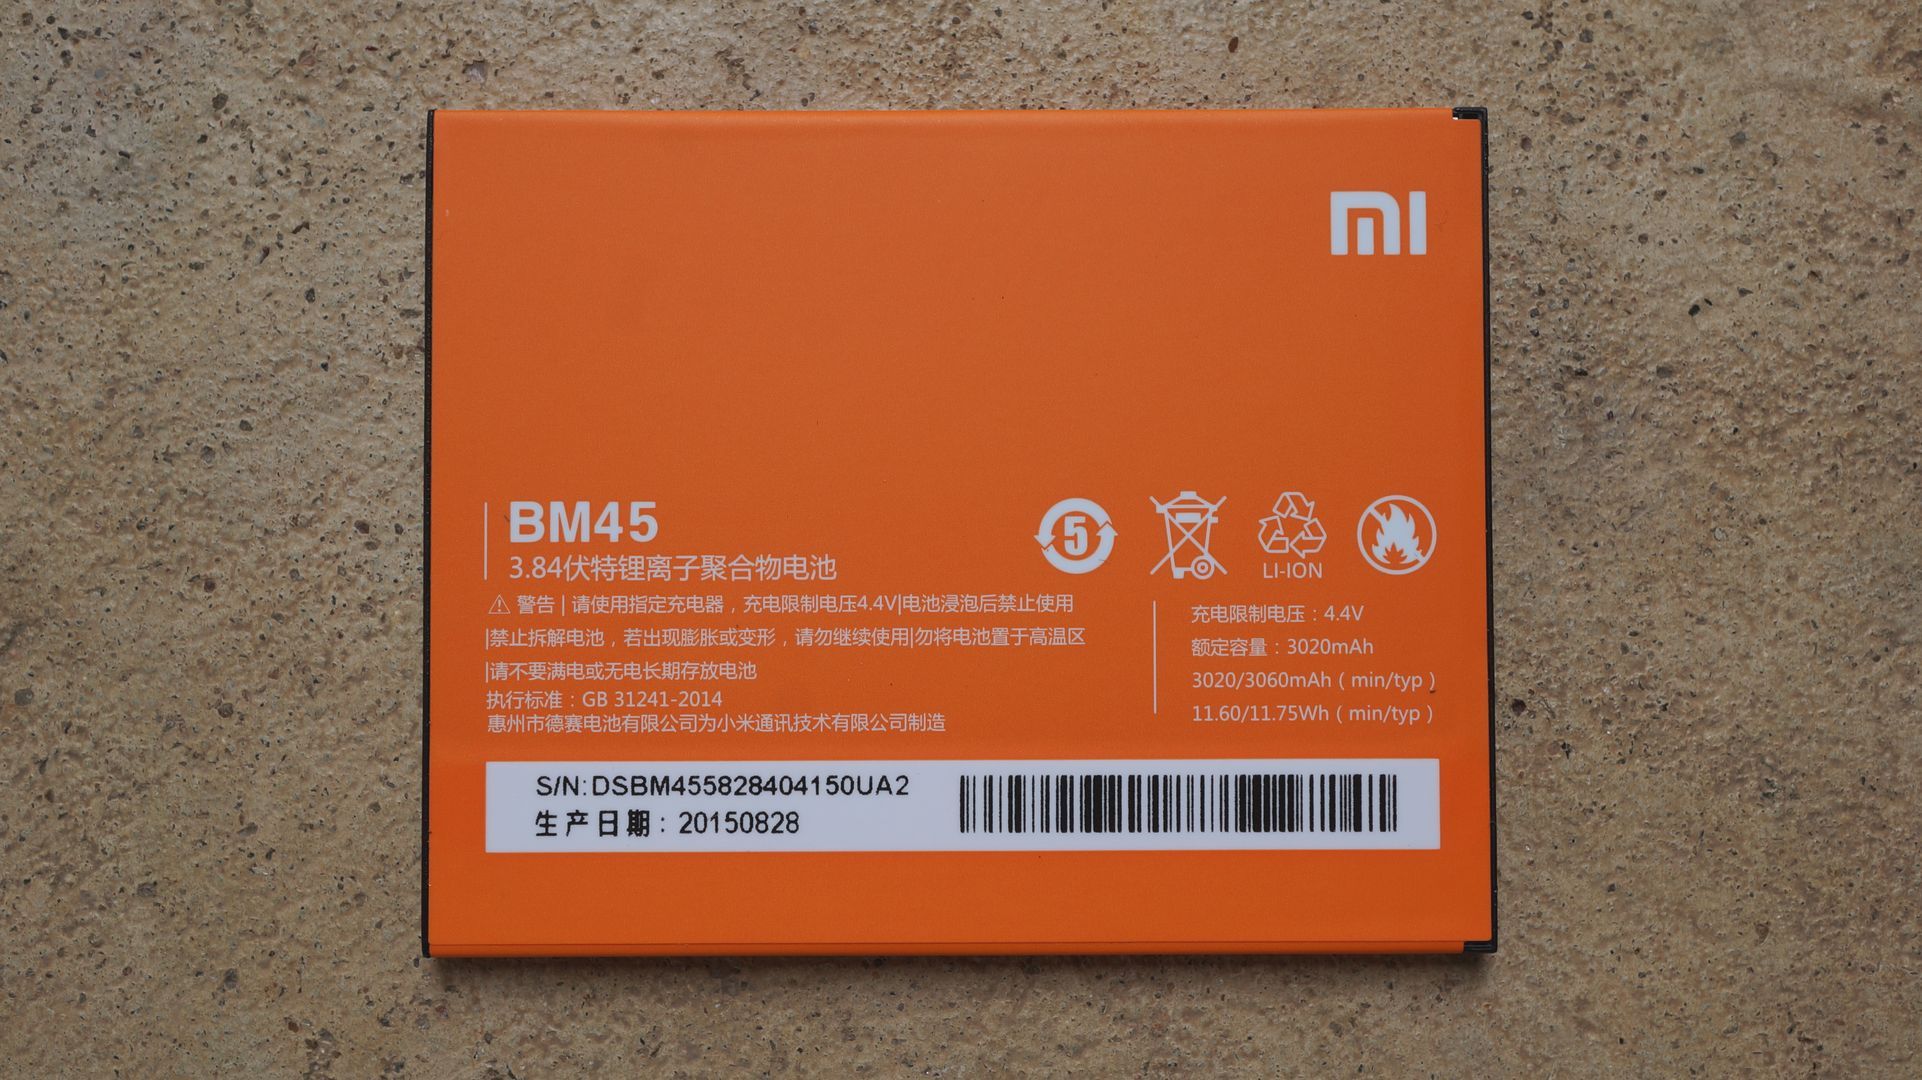 MI
BM45
3.84伏特锂离子聚合物电池
5
LI-ION
⚠ 警告 | 请使用指定充电器，充电限制电压4.4V|电池浸泡后禁止使用
|禁止拆解电池，若出现膨胀或变形，请勿继续使用|勿将电池置于高温区
|请不要满电或无电长期存放电池
执行标准：GB 31241-2014
惠州市德赛电池有限公司为小米通讯技术有限公司制造
充电限制电压：4.4V
额定容量：3020mAh
3020/3060mAh（min/typ）
11.60/11.75Wh（min/typ）
S/N:DSBM455828404150UA2
生产日期：20150828